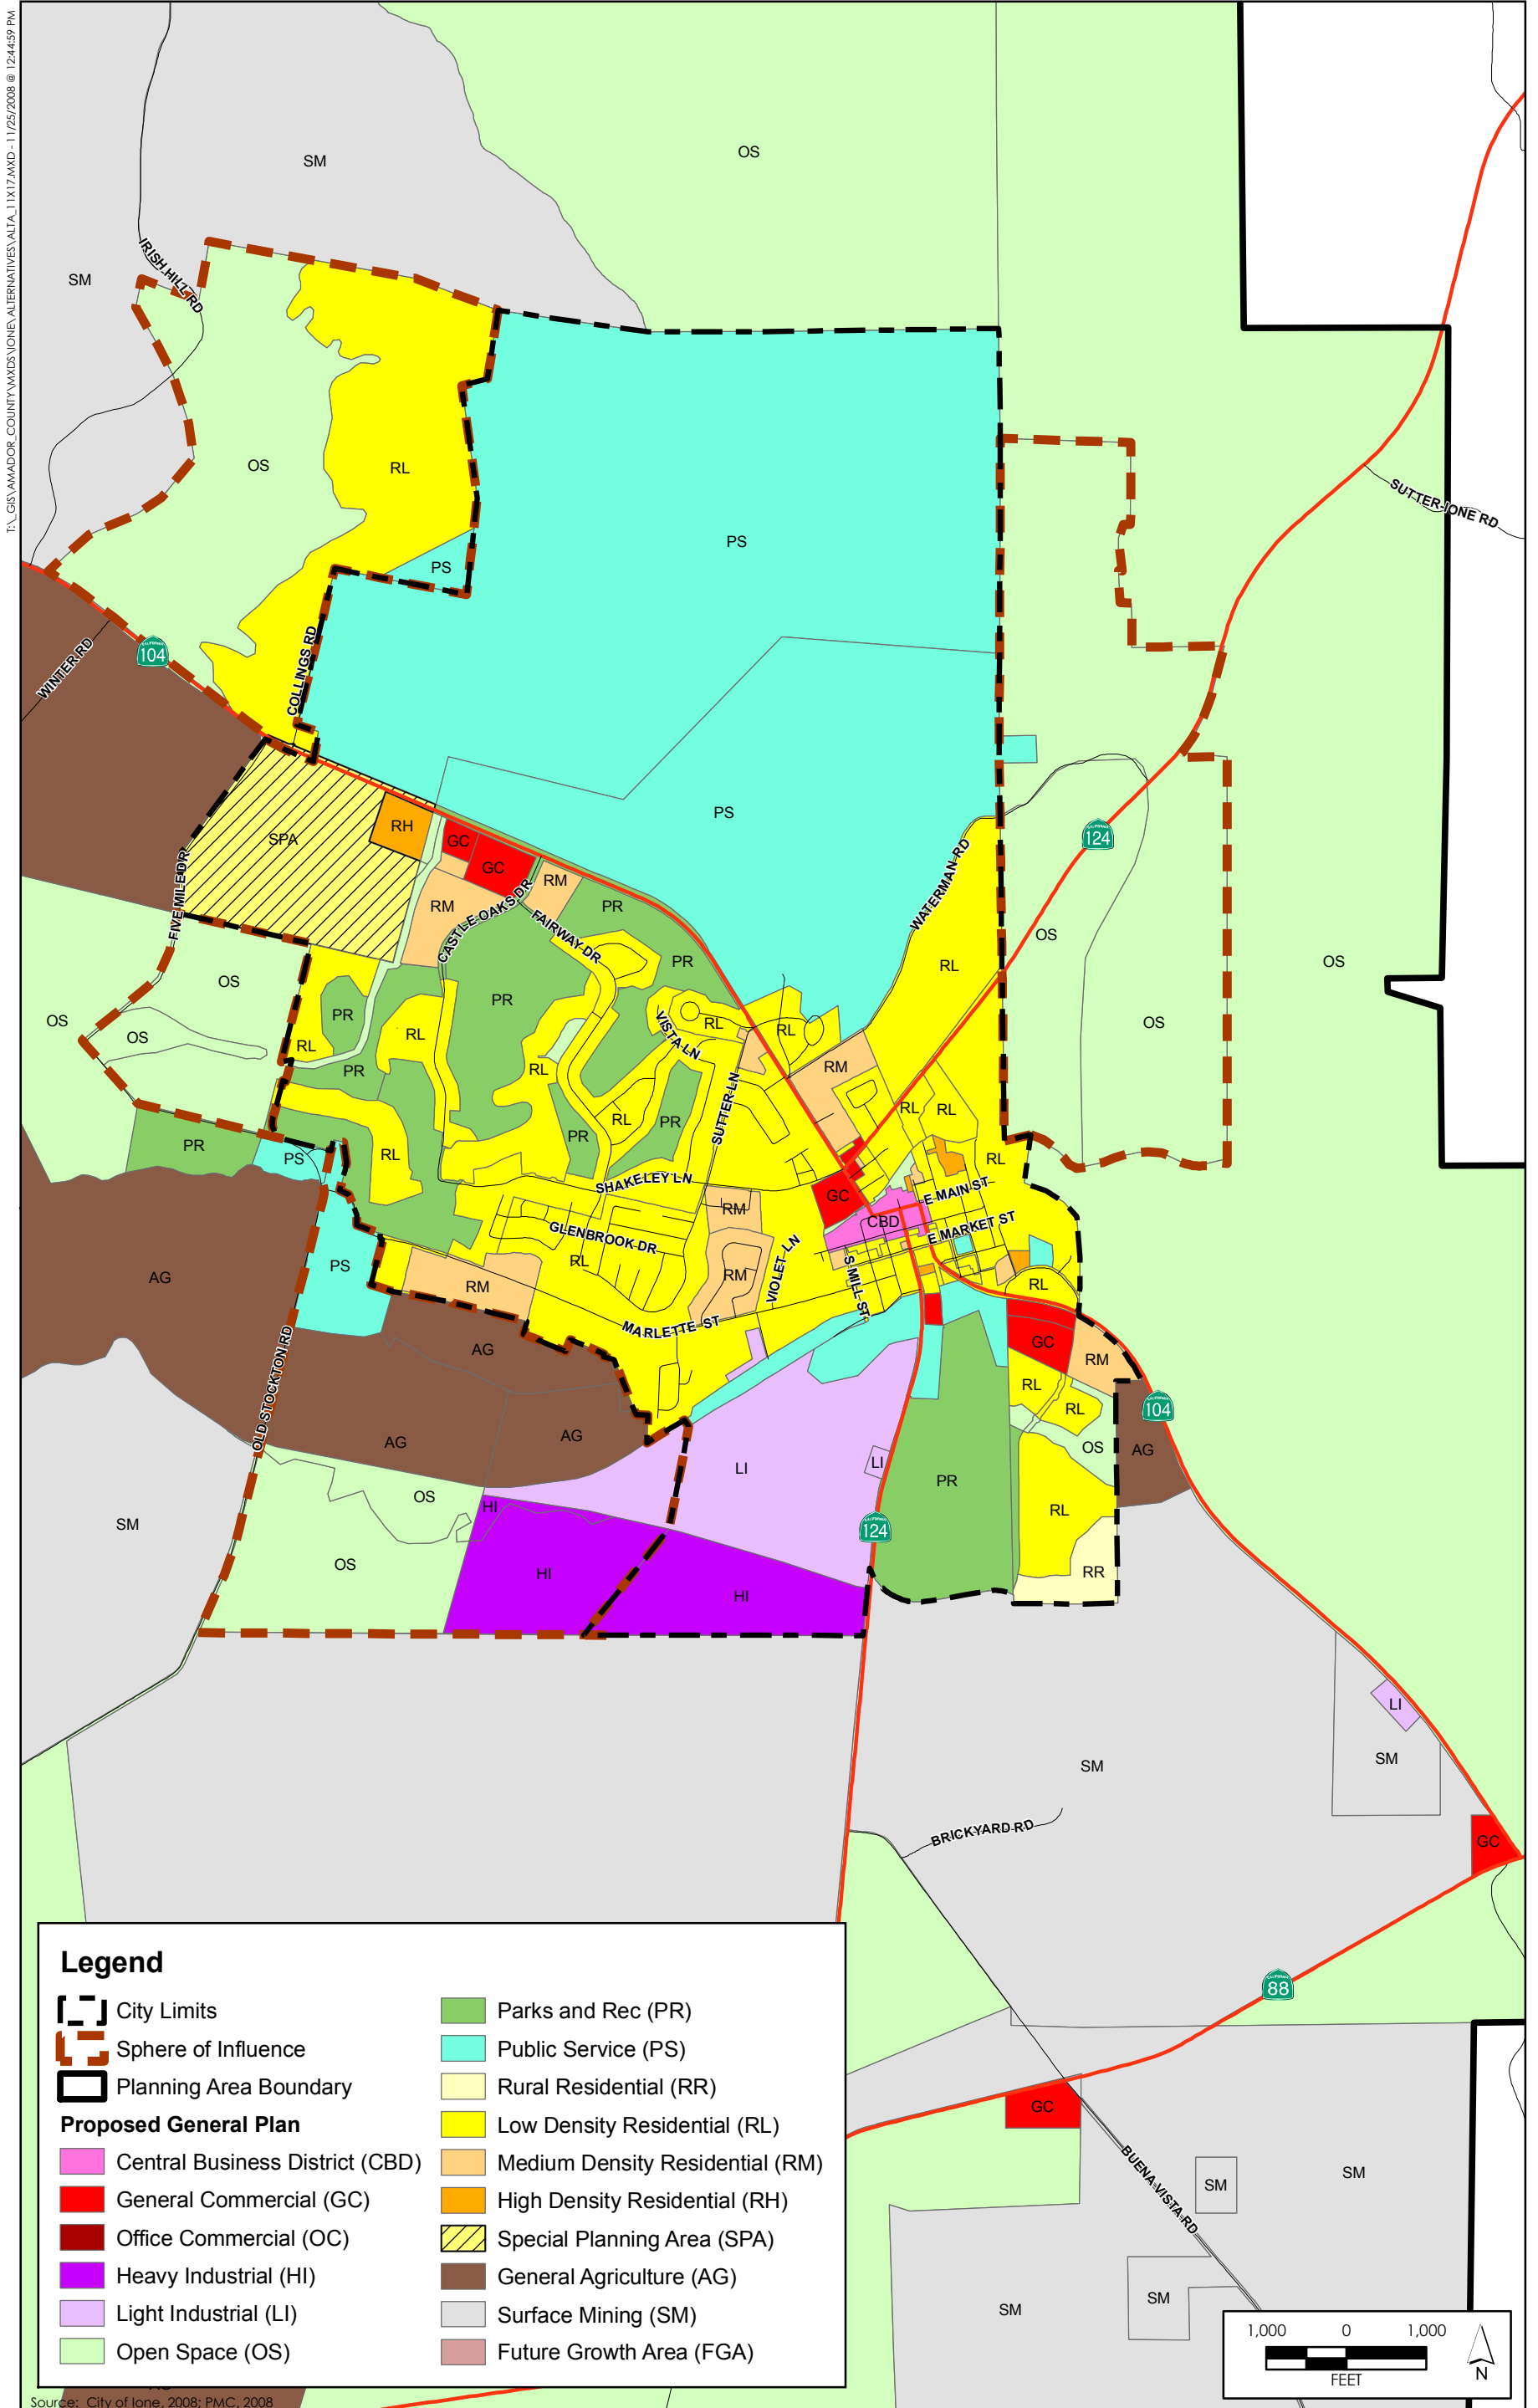 T:\_GIS\AMADOR_COUNTY\MXDS\IONE\ALTERNATIVES\ALTA_11X17.MXD - 11/25/2008 @ 12:44:59 PM
OS
SM
IRISH HILL RD
SM
OS
RL
SUTTER-IONE RD
PS
PS
COLLINGS RD
104
WINTER RD
PS
124
SPA
RH
GC
GC
FIVE MILE DR
RM
CASTLE OAKS DR
RM
FAIRWAY DR
PR
WATERMAN RD
OS
RL
PR
OS
OS
PR
PR
OS
OS
OS
RL
RL
VISTA LN
RL
RL
RM
PR
RL
SUTTER LN
RL
RL
RL
PR
PR
PR
PS
RL
RL
SHAKELEY LN
GC
E MAIN ST
RM
CBD
E MARKET ST
GLENBROOK DR
RL
VIOLET LN
S MILL ST
AG
PS
RM
RM
RL
MARLETTE ST
GC
RM
AG
OLD STOCKTON RD
RL
RL
104
AG
AG
OS
AG
LI
LI
PR
OS
HI
RL
SM
124
OS
HI
HI
RR
LI
SM
SM
BRICKYARD RD
GC
88
GC
BUENA VISTA RD
SM
SM
SM
SM
Legend
City Limits
Sphere of Influence
Planning Area Boundary
Proposed General Plan
Central Business District (CBD)
General Commercial (GC)
Office Commercial (OC)
Heavy Industrial (HI)
Light Industrial (LI)
Open Space (OS)
Parks and Rec (PR)
Public Service (PS)
Rural Residential (RR)
Low Density Residential (RL)
Medium Density Residential (RM)
High Density Residential (RH)
Special Planning Area (SPA)
General Agriculture (AG)
Surface Mining (SM)
Future Growth Area (FGA)
1,000 0 1,000
FEET
N
Source: City of Ione, 2008; PMC, 2008